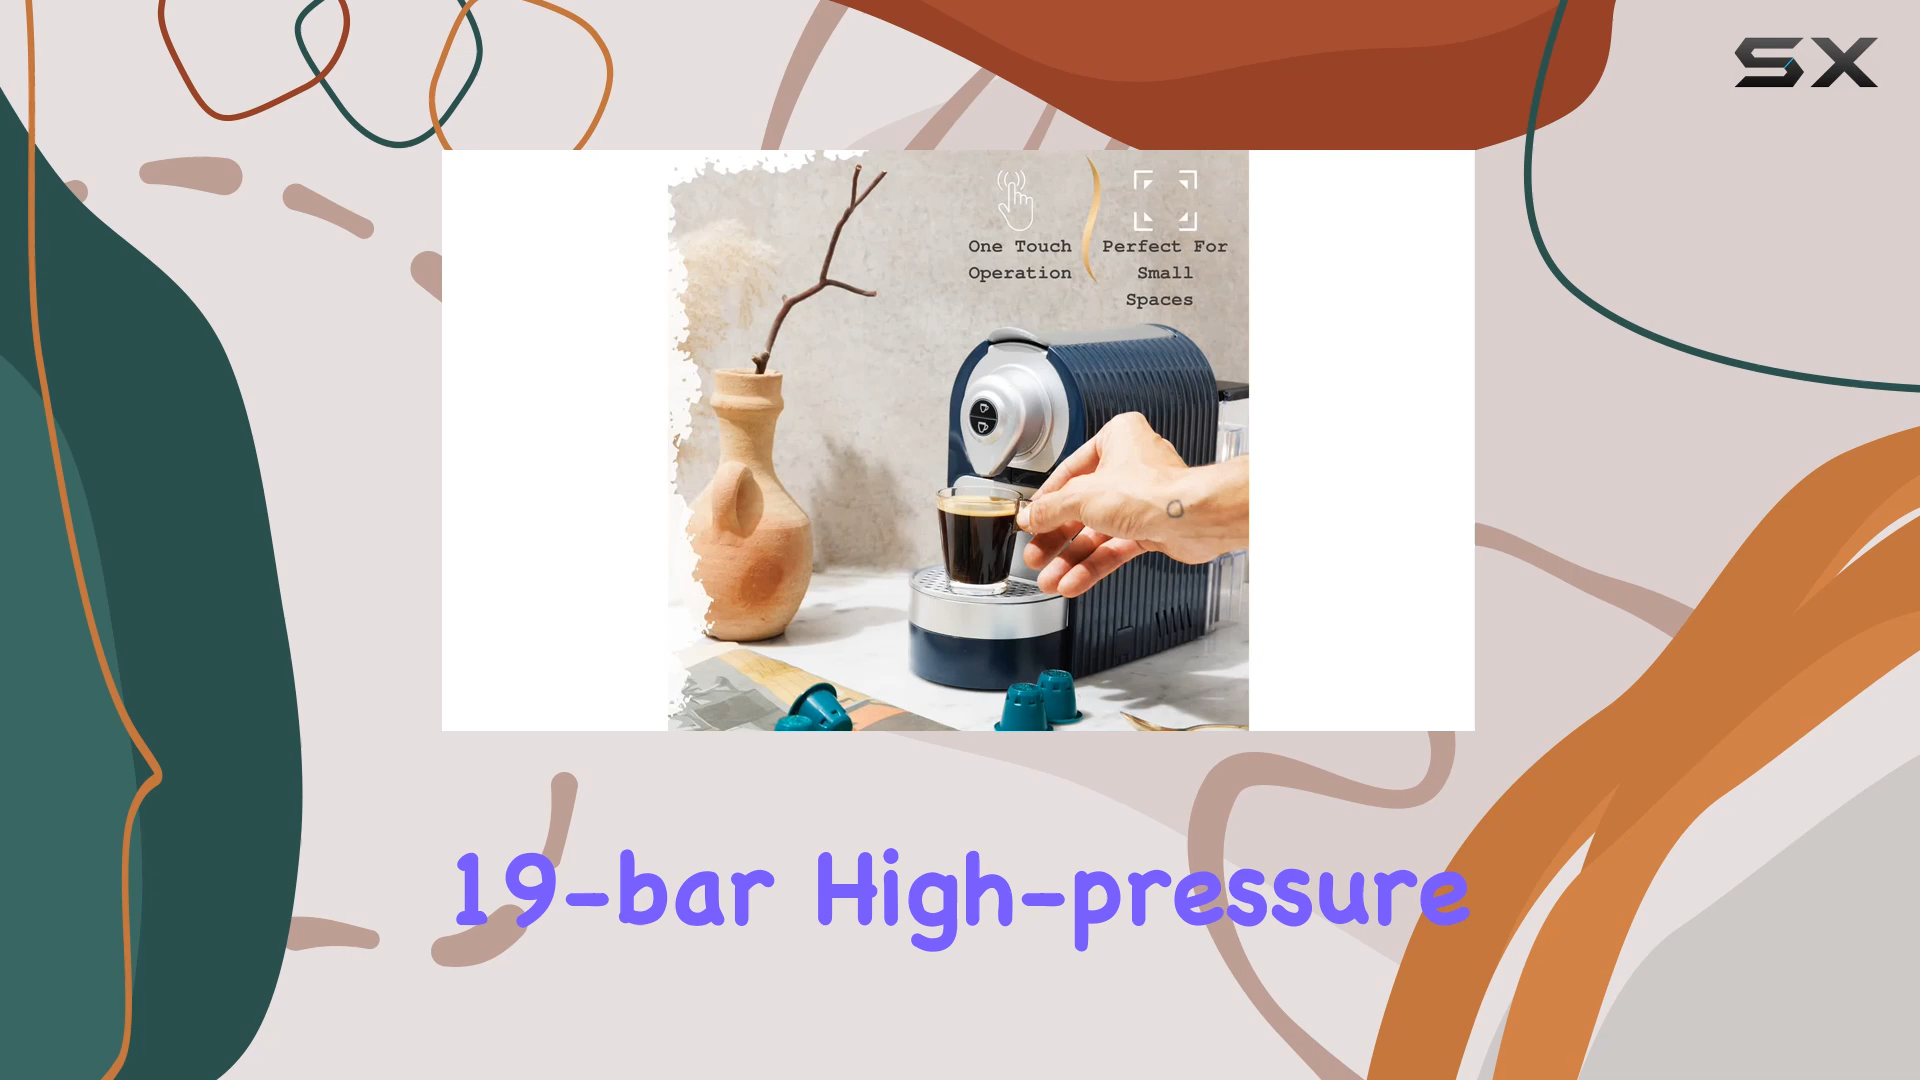 SX
One Touch
Operation
Perfect For
Small
Spaces
19-bar High-pressure